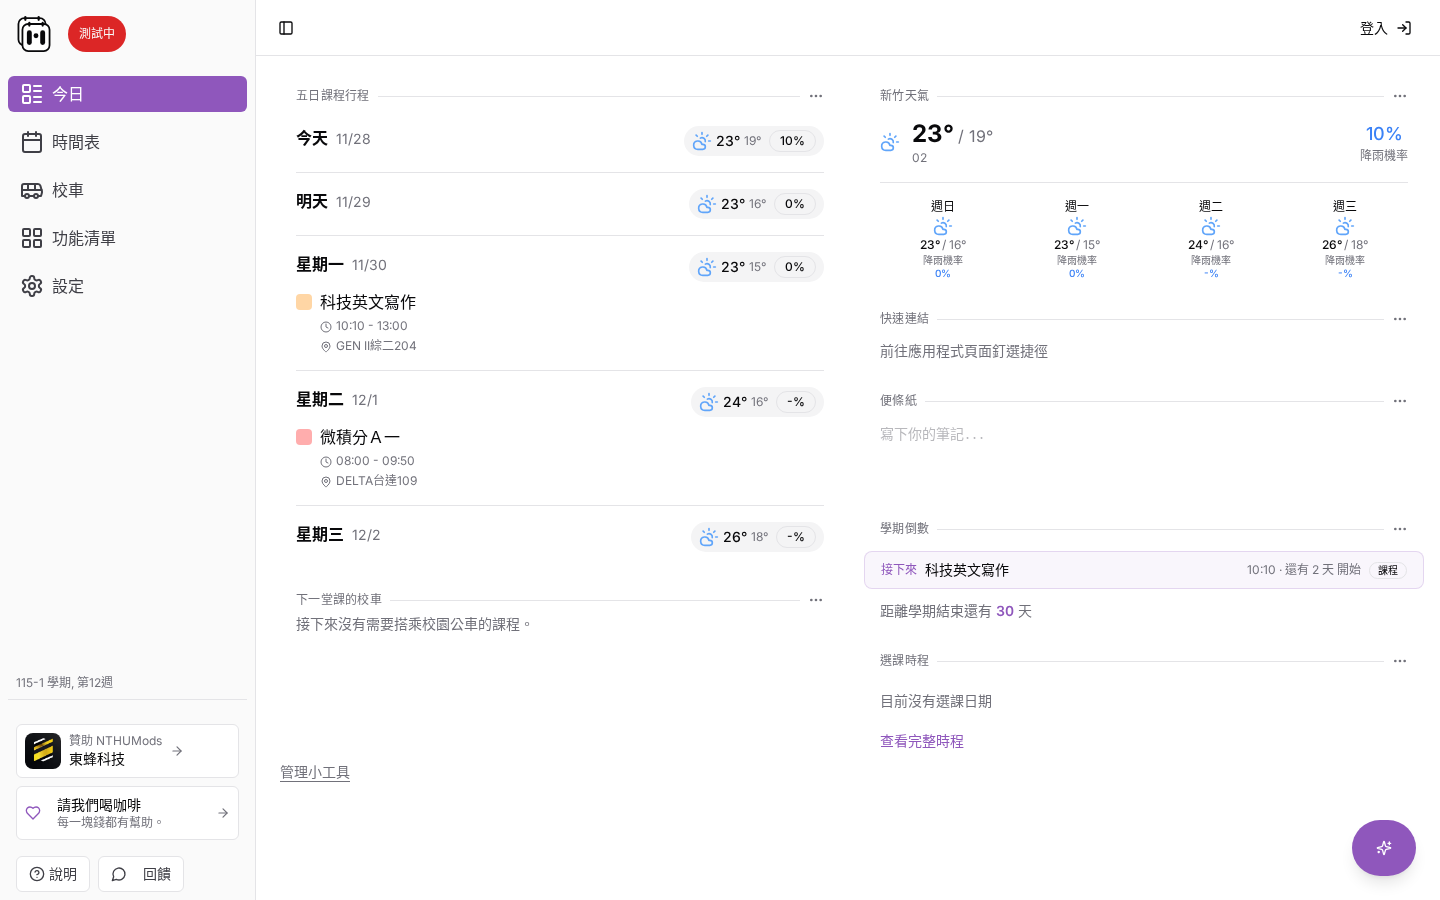 測試中
今日
時間表
校車
功能清單
設定
115-1 學期, 第12週
贊助 NTHUMods
東蜂科技
請我們喝咖啡
每一塊錢都有幫助。
說明
回饋
登入
五日課程行程
今天 11/28
23° 19° 10%
明天 11/29
23° 16° 0%
星期一 11/30
23° 15° 0%
科技英文寫作
10:10 - 13:00
GEN II綜二204
星期二 12/1
24° 16° -%
微積分Ａ一
08:00 - 09:50
DELTA台達109
星期三 12/2
26° 18° -%
下一堂課的校車
接下來沒有需要搭乘校園公車的課程。
管理小工具
新竹天氣
23° / 19°
02
10%
降雨機率
週日 週一 週二 週三
23° / 16° 23° / 15° 24° / 16° 26° / 18°
降雨機率 降雨機率 降雨機率 降雨機率
0% 0% -% -%
快速連結
前往應用程式頁面釘選捷徑
便條紙
寫下你的筆記...
學期倒數
接下來 科技英文寫作 10:10 · 還有 2 天 開始 課程
距離學期結束還有 30 天
選課時程
目前沒有選課日期
查看完整時程